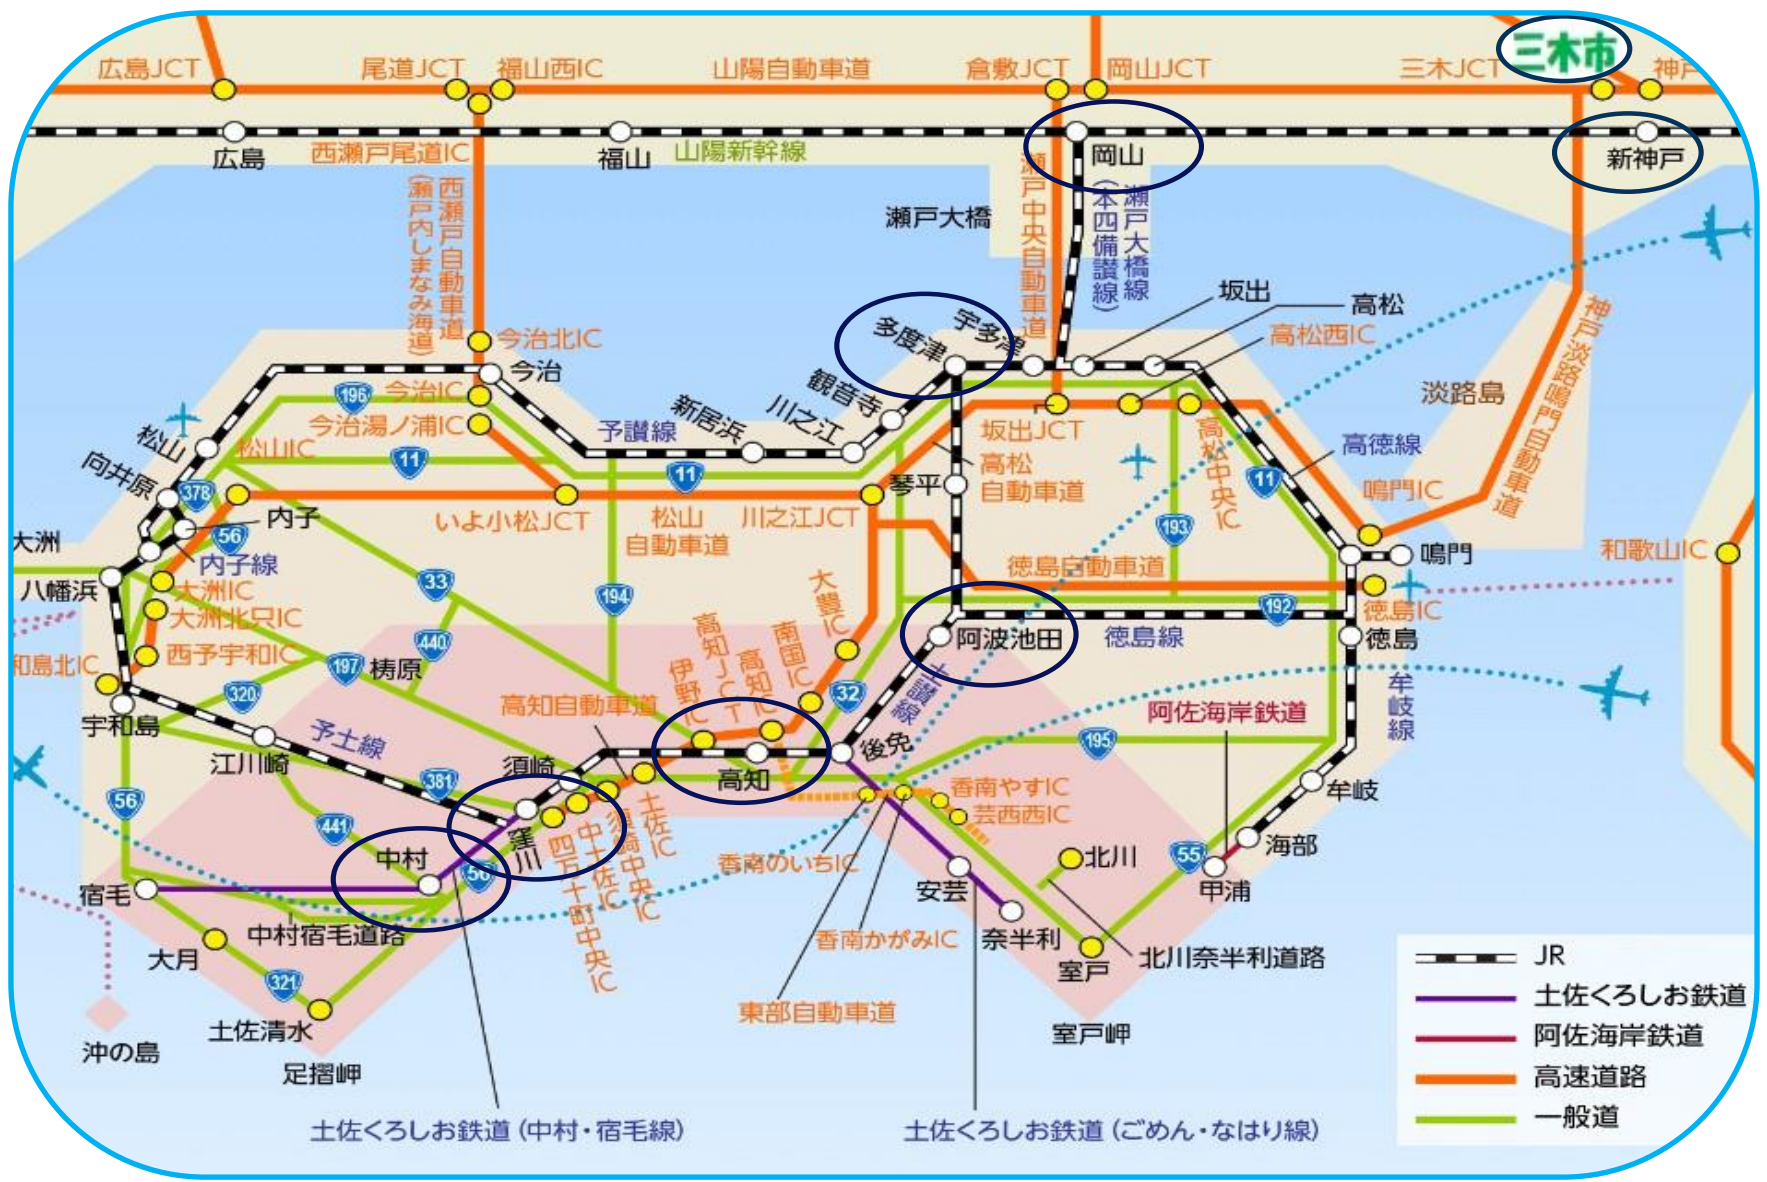 三木市
広島JCT
尾道JCT
福山西IC
山陽自動車道
倉敷JCT
岡山JCT
三木JCT
神戸
広島
西瀬戸尾道IC
福山
山陽新幹線
岡山
新神戸
西瀬戸自動車道
(瀬戸内しまなみ海道)
瀬戸大橋
瀬戸中央自動車道
瀬戸大橋線
(本四備讃線)
坂出
高松
高松西IC
神戸淡路鳴門自動車道
淡路島
今治北IC
今治
今治IC
今治湯ノ浦IC
多度津
宇多津
観音寺
川之江
新居浜
予讃線
196
松山
松山IC
向井原
11
11
11
坂出JCT
高松
自動車道
高松中央IC
高徳線
鳴門IC
378
内子
いよ小松JCT
松山
自動車道
川之江JCT
琴平
193
大洲
56
内子線
八幡浜
大洲IC
大洲北只IC
西予宇和IC
和島北IC
宇和島
33
194
440
197
梼原
320
徳島自動車道
鳴門
和歌山IC
徳島IC
192
徳島
徳島線
阿波池田
土讃線
大豊IC
南国IC
高知IC
高知JCT
伊野IC
高知自動車道
32
牟岐線
阿佐海岸鉄道
195
予土線
江川崎
須崎
高知
後免
381
441
56
窪川
土佐IC
須崎中央IC
中土佐IC
四万十町中央IC
香南やすIC
芸西西IC
香南のいちIC
香南かがみIC
牟岐
海部
甲浦
55
北川
中村
56
宿毛
中村宿毛道路
大月
321
土佐清水
足摺岬
沖の島
安芸
奈半利
室戸
北川奈半利道路
室戸岬
東部自動車道
土佐くろしお鉄道(中村・宿毛線)
土佐くろしお鉄道(ごめん・なはり線)
JR
土佐くろしお鉄道
阿佐海岸鉄道
高速道路
一般道